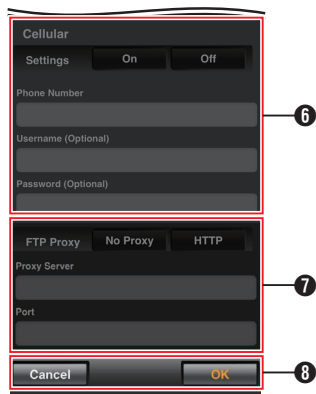 Cellular
Settings On Off
Phone Number
Username (Optional)
Password (Optional)
6
FTP Proxy No Proxy HTTP
Proxy Server
7
Port
Cancel OK
8